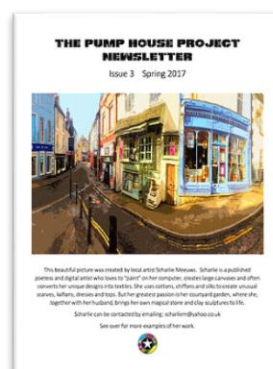 THE PUMP HOUSE PROJECT
NEWSLETTER
Issue 3 Spring 2017
This beautiful picture was created by local artist Scharlie Meeuws. Scharlie is a published
poetess and digital artist who loves to "paint" on her computer, creates large canvases and often
converts her unique designs into textiles. She uses cottons, chiffons and silks to create unusual
scarves, kaftans, dresses and tops. But her greatest passion is her courtyard garden, where she,
together with her husband, brings her own magical stone and clay sculptures to life.
Scharlie can be contacted by emailing: scharliem@yahoo.co.uk
See over for more examples of her work.